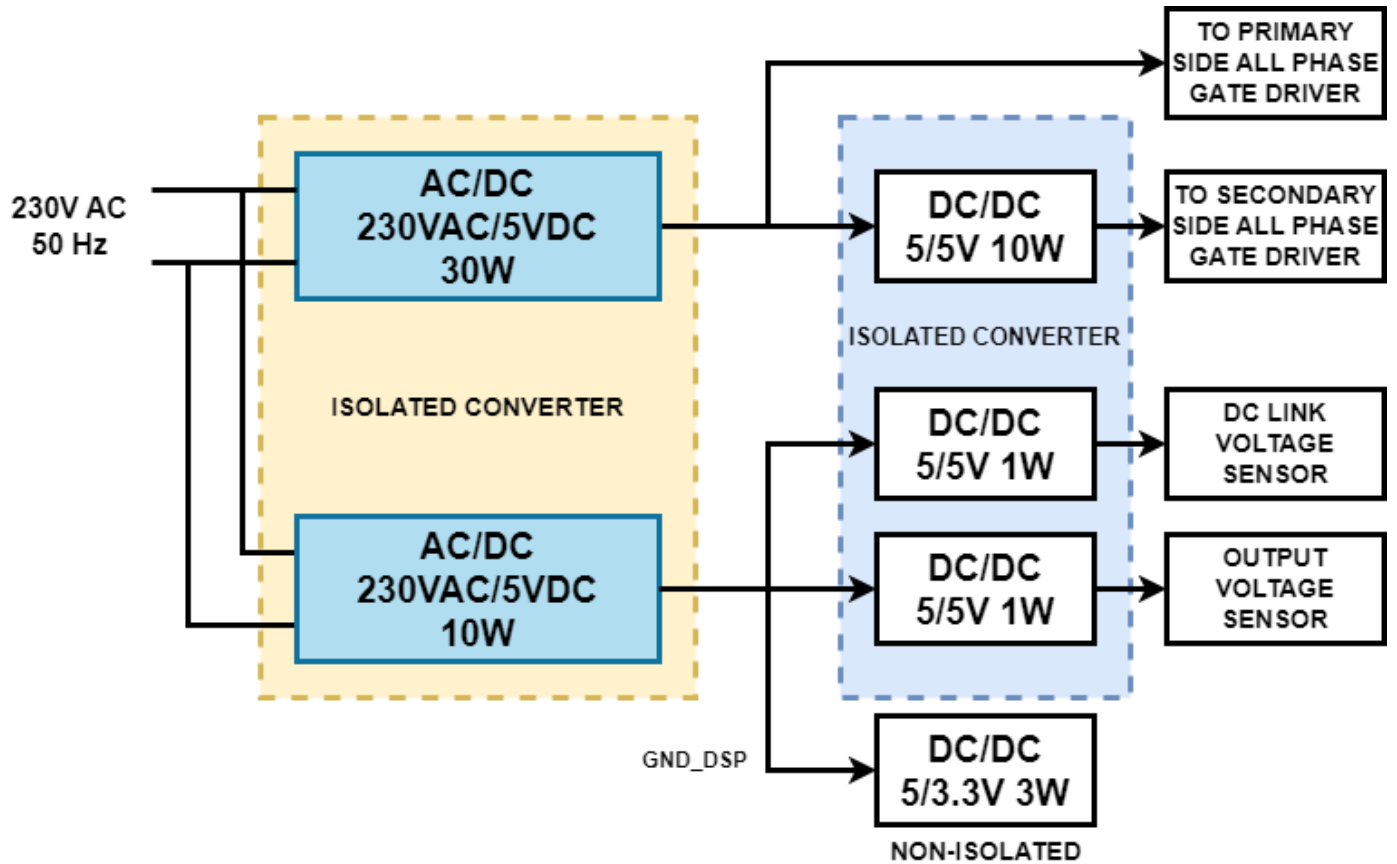 TO PRIMARY
SIDE ALL PHASE
GATE DRIVER
230V AC
50 Hz
AC/DC
230VAC/5VDC
30W
DC/DC
5/5V 10W
TO SECONDARY
SIDE ALL PHASE
GATE DRIVER
ISOLATED CONVERTER
ISOLATED CONVERTER
DC/DC
5/5V 1W
DC LINK
VOLTAGE
SENSOR
AC/DC
230VAC/5VDC
10W
DC/DC
5/5V 1W
OUTPUT
VOLTAGE
SENSOR
GND_DSP
DC/DC
5/3.3V 3W
NON-ISOLATED